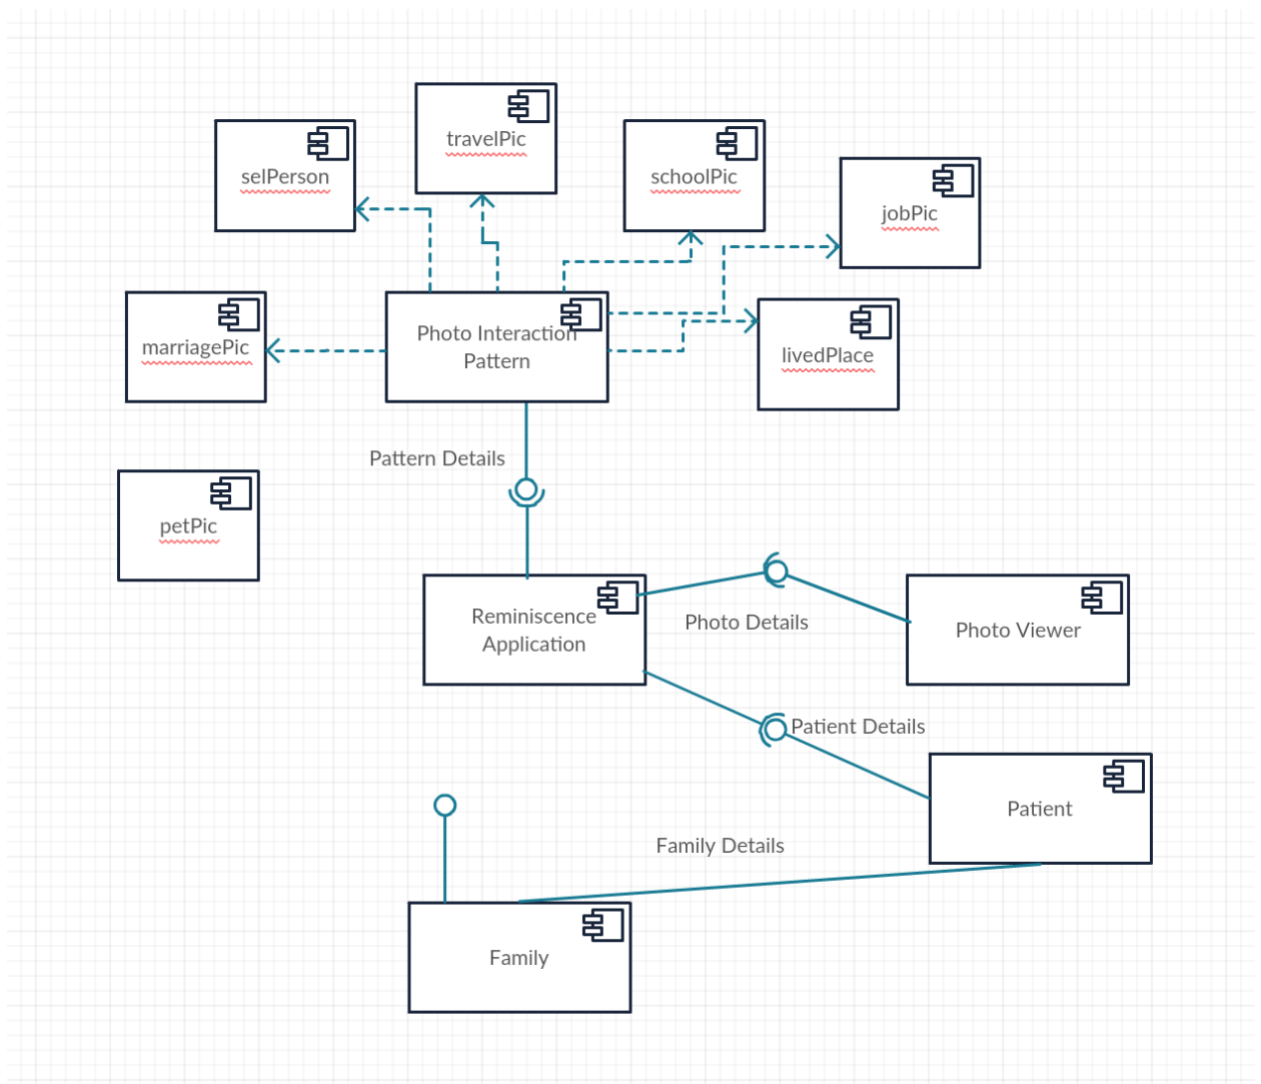 travelPic
selPerson
schoolPic
jobPic
Photo Interaction
Pattern
marriagePic
livedPlace
Pattern Details
petPic
Reminiscence
Application
Photo Details
Photo Viewer
Patient Details
Patient
Family Details
Family